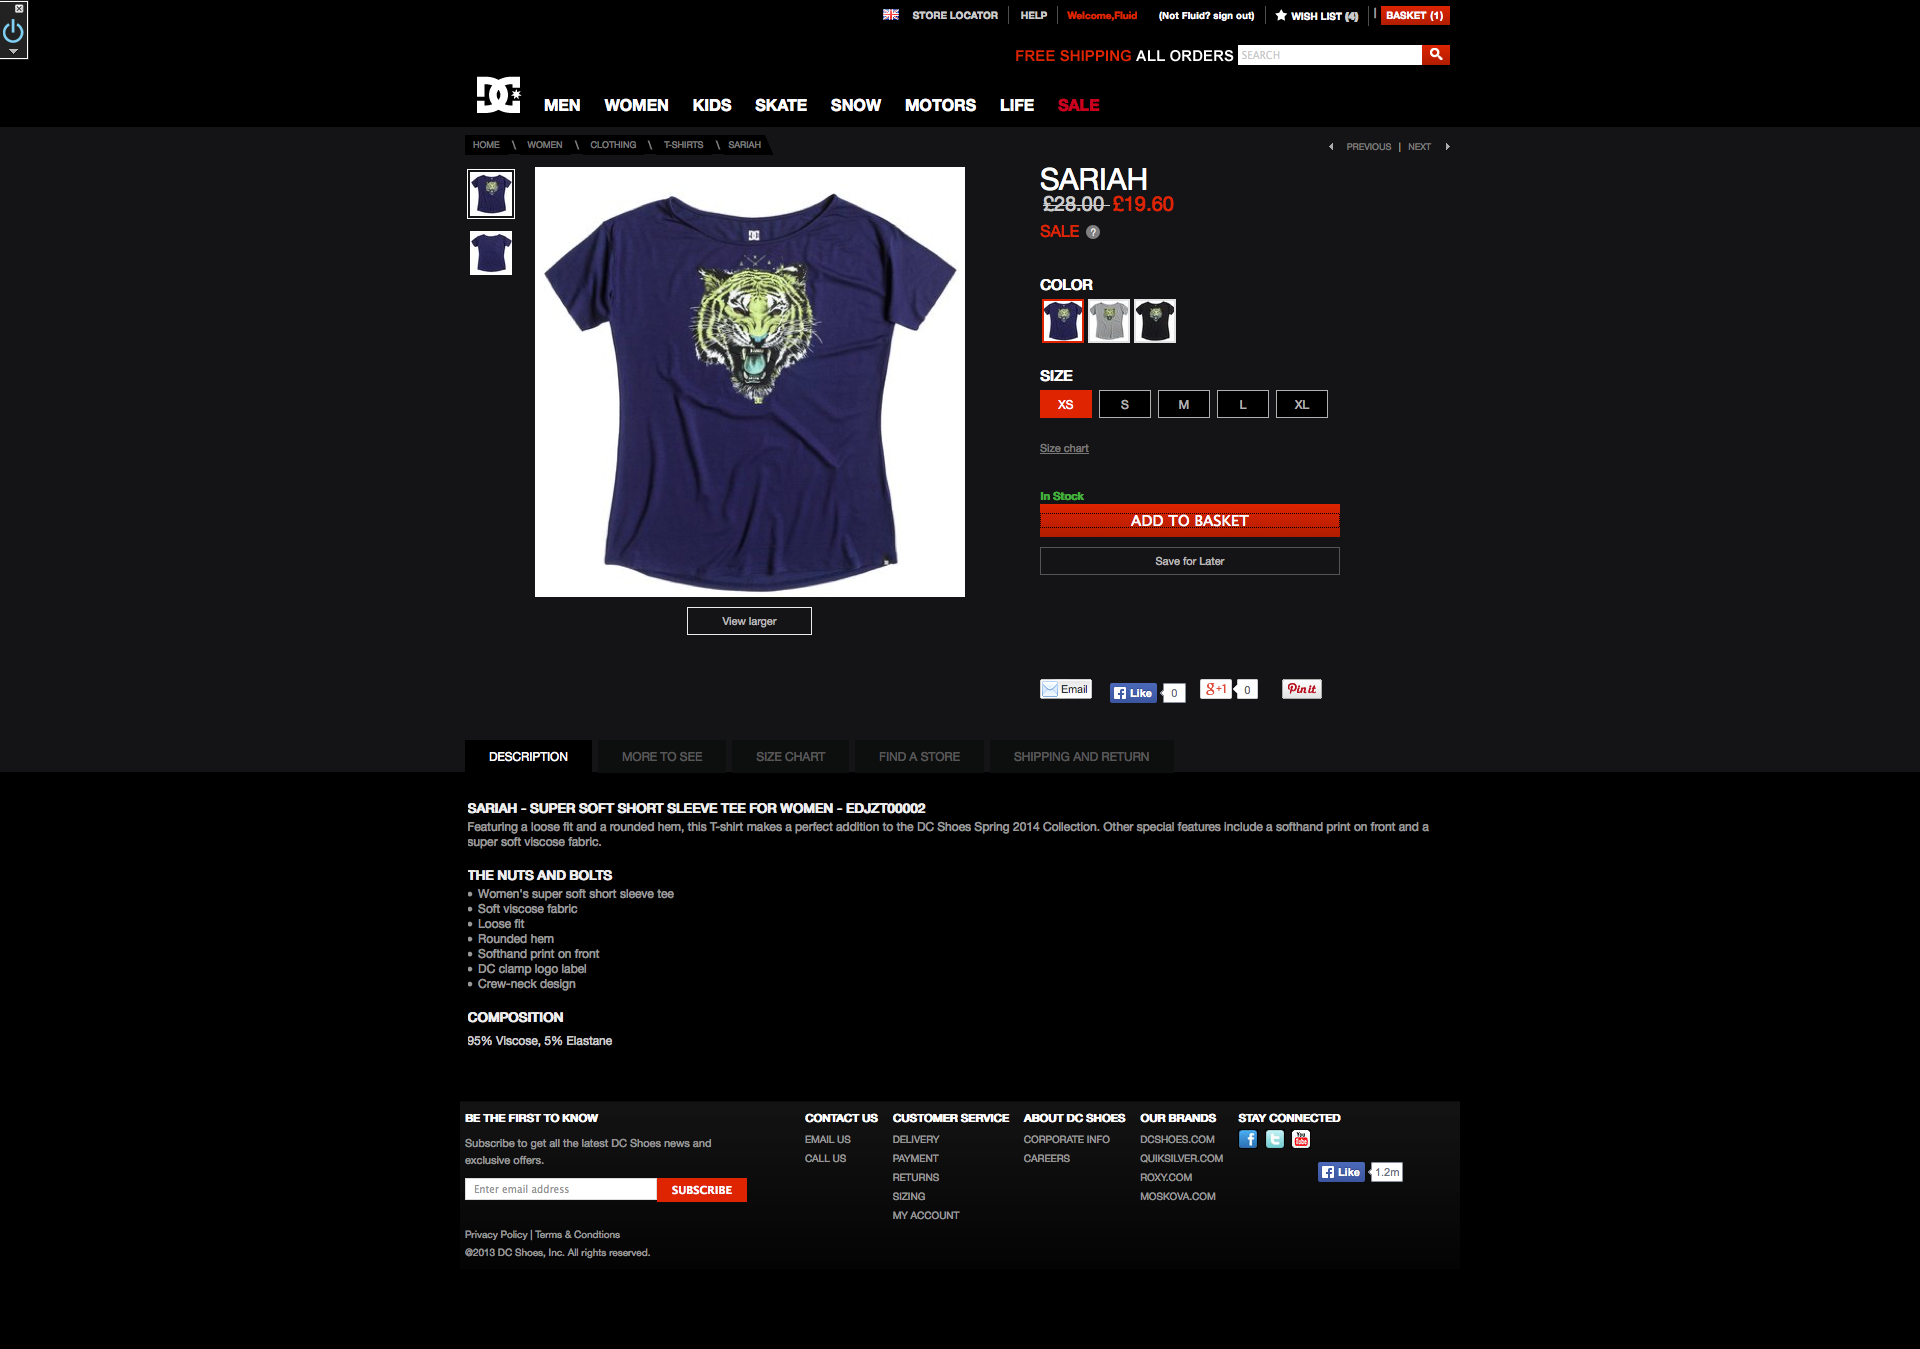 STORE LOCATOR HELP Welcome,Fluid (Not Fluid? sign out) WISH LIST (4) | BASKET (1)
FREE SHIPPING ALL ORDERS SEARCH
DC MEN WOMEN KIDS SKATE SNOW MOTORS LIFE SALE
HOME \ WOMEN \ CLOTHING \ T-SHIRTS \ SARIAH
PREVIOUS | NEXT
SARIAH
£28.00 £19.60
SALE ?
COLOR
SIZE
XS S M L XL
Size chart
In Stock
ADD TO BASKET
Save for Later
View larger
Email Like 0 g+1 0 Pin it
DESCRIPTION MORE TO SEE SIZE CHART FIND A STORE SHIPPING AND RETURN
SARIAH - SUPER SOFT SHORT SLEEVE TEE FOR WOMEN - EDJZT00002
Featuring a loose fit and a rounded hem, this T-shirt makes a perfect addition to the DC Shoes Spring 2014 Collection. Other special features include a softhand print on front and a
super soft viscose fabric.
THE NUTS AND BOLTS
• Women's super soft short sleeve tee
• Soft viscose fabric
• Loose fit
• Rounded hem
• Softhand print on front
• DC clamp logo label
• Crew-neck design
COMPOSITION
95% Viscose, 5% Elastane
BE THE FIRST TO KNOW
Subscribe to get all the latest DC Shoes news and
exclusive offers.
Enter email address SUBSCRIBE
Privacy Policy | Terms & Condtions
@2013 DC Shoes, Inc. All rights reserved.
CONTACT US
EMAIL US
CALL US
CUSTOMER SERVICE
DELIVERY
PAYMENT
RETURNS
SIZING
MY ACCOUNT
ABOUT DC SHOES
CORPORATE INFO
CAREERS
OUR BRANDS
DCSHOES.COM
QUIKSILVER.COM
ROXY.COM
MOSKOVA.COM
STAY CONNECTED
You Tube
Like 1.2m